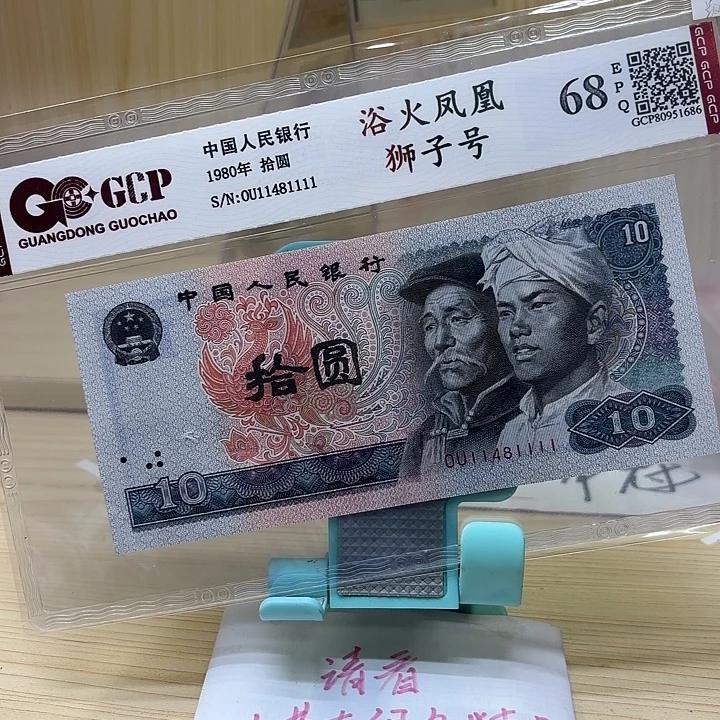 中国人民银行
1980年 拾圆
S/N:0U11481111
浴火凤凰
狮子号
68
EPQ
GCP80951686
GCP
GUANGDONG GUOCHAO
GCP GCP GCP
中国人民银行
10
拾圆
10
0U11481111
10
请看